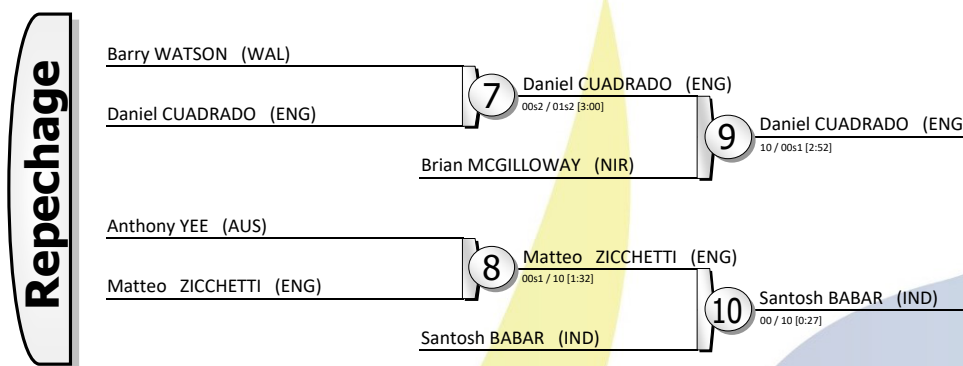 Repechage
Barry WATSON (WAL)
Daniel CUADRADO (ENG)
7
Daniel CUADRADO (ENG)
00s2 / 01s2 [3:00]
Brian MCGILLOWAY (NIR)
9
Daniel CUADRADO (ENG
10 / 00s1 [2:52]
Anthony YEE (AUS)
Matteo ZICCHETTI (ENG)
8
Matteo ZICCHETTI (ENG)
00s1 / 10 [1:32]
Santosh BABAR (IND)
10
Santosh BABAR (IND)
00 / 10 [0:27]